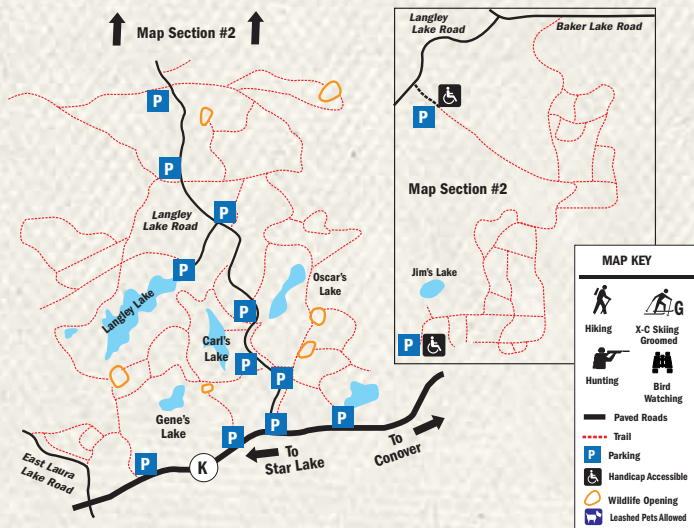 Map Section #2
P
P
Langley
Lake Road
P
P
Langley Lake
Oscar's
Lake
P
Carl's
Lake
P
P
Gene's
Lake
P
P
P
P
K
East Laura
Lake Road
To
Star Lake
To
Conover
Langley
Lake Road
Baker Lake Road
P
Map Section #2
Jim's Lake
P
MAP KEY
Hiking
G
X-C Skiing
Groomed
Hunting
Bird
Watching
Paved Roads
Trail
P Parking
Handicap Accessible
Wildlife Opening
Leashed Pets Allowed